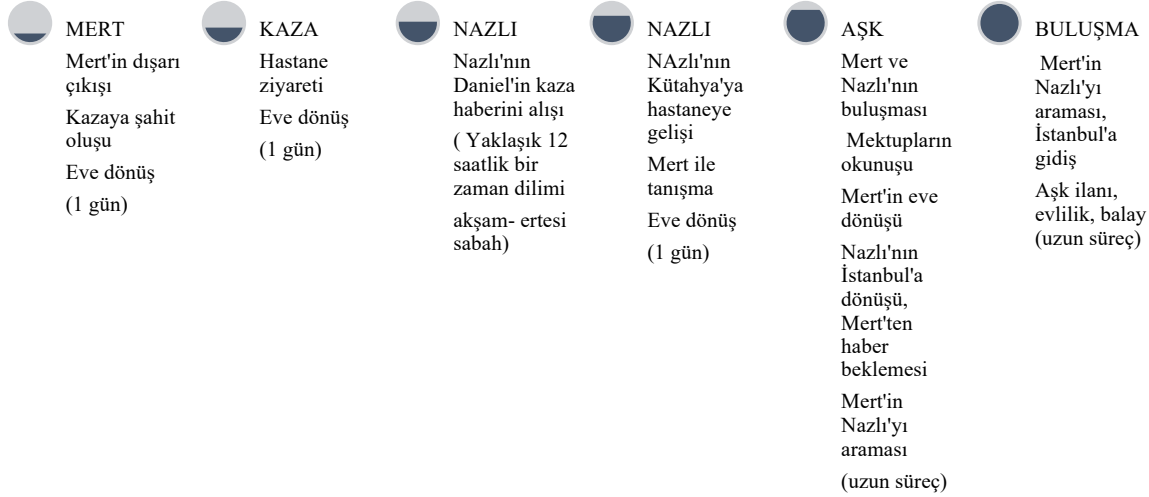 MERT
Mert'in dışarı
çıkışı
Kazaya şahit
oluşu
Eve dönüş
(1 gün)
KAZA
Hastane
ziyareti
Eve dönüş
(1 gün)
NAZLI
Nazlı'nın
Daniel'in kaza
haberini alışı
( Yaklaşık 12
saatlik bir
zaman dilimi
akşam- ertesi
sabah)
NAZLI
NAzlı'nın
Kütahya'ya
hastaneye
gelişi
Mert ile
tanışma
Eve dönüş
(1 gün)
AŞK
Mert ve
Nazlı'nın
buluşması
Mektupların
okunuşu
Mert'in eve
dönüşü
Nazlı'nın
İstanbul'a
dönüşü,
Mert'ten
haber
beklemesi
Mert'in
Nazlı'yı
araması
(uzun süreç)
BULUŞMA
Mert'in
Nazlı'yı
araması,
İstanbul'a
gidiş
Aşk ilanı,
evlilik, balay
(uzun süreç)